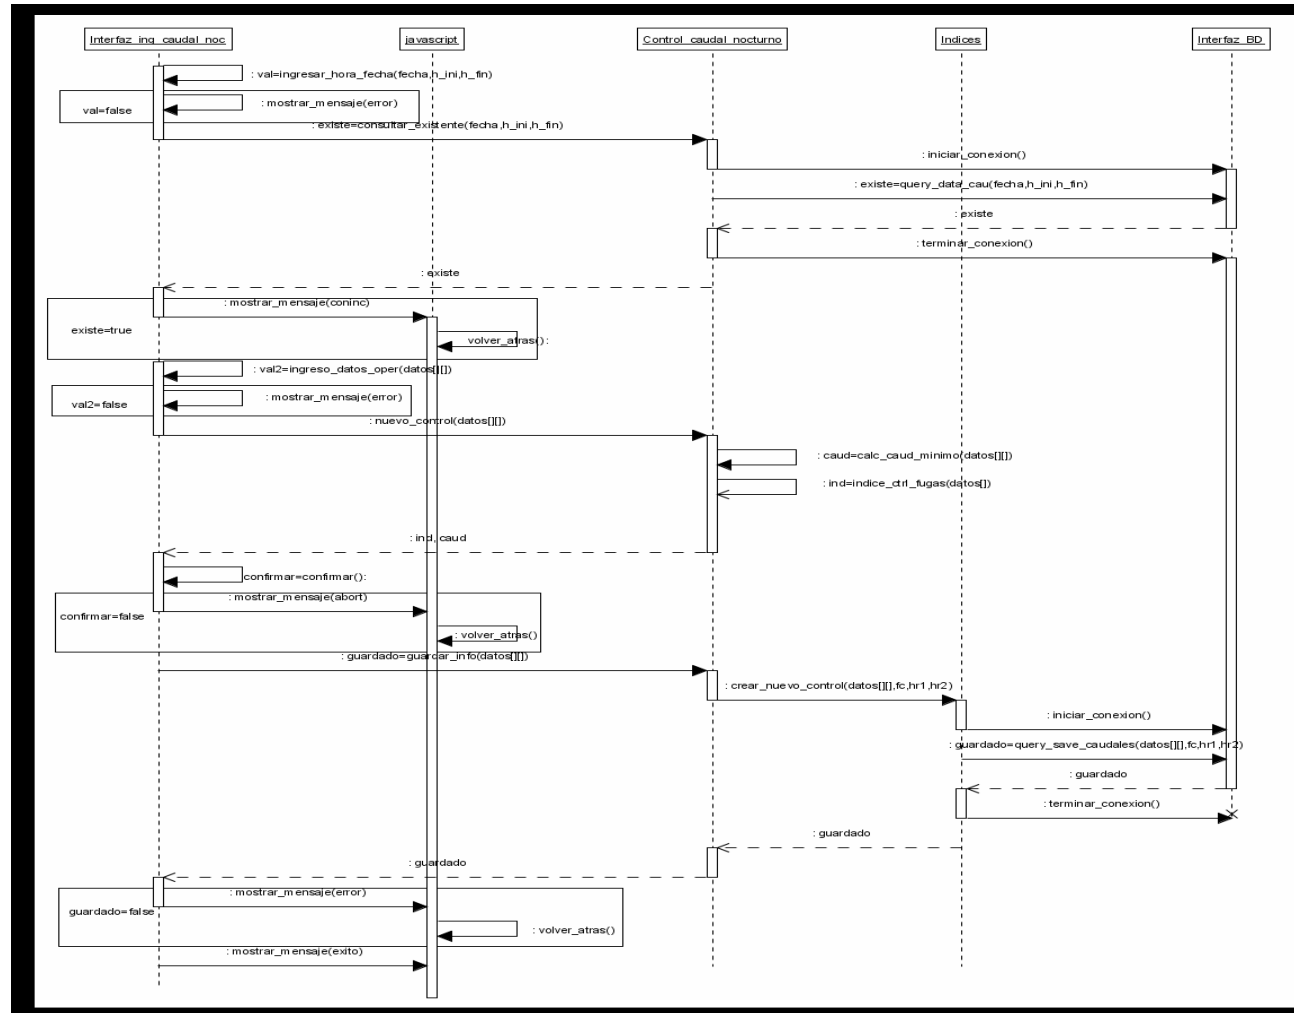 Interfaz_ing_caudal_noc
javascript
Control_caudal_nocturno
Indices
Interfaz_BD
: val=ingresar_hora_fecha(fecha,h_ini,h_fin)
: mostrar_mensaje(error)
val=false
: existe=consultar_existente(fecha,h_ini,h_fin)
: iniciar_conexion()
: existe=query_data_cau(fecha,h_ini,h_fin)
: existe
: terminar_conexion()
: existe
: mostrar_mensaje(coninc)
existe=true
volver_atras():
: val2=ingreso_datos_oper(datos[][])
: mostrar_mensaje(error)
val2=false
: nuevo_control(datos[][])
: caud=calc_caud_minimo(datos[][])
: ind=indice_ctrl_fugas(datos[])
: ind, caud
confirmar=confirmar():
: mostrar_mensaje(abort)
confirmar=false
: volver_atras()
: guardado=guardar_info(datos[][])
: crear_nuevo_control(datos[][],fc,hr1,hr2)
: iniciar_conexion()
: guardado=query_save_caudales(datos[][],fc,hr1,hr2)
: guardado
: terminar_conexion()
: guardado
: guardado
: mostrar_mensaje(error)
guardado=false
: volver_atras()
: mostrar_mensaje(exito)